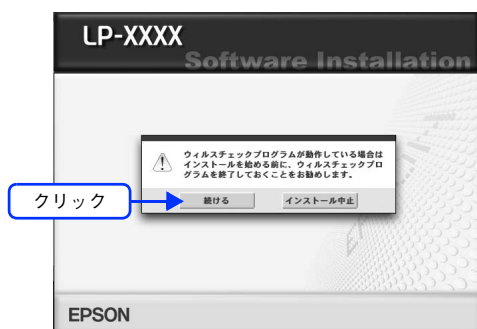 LP-XXXX
Software Installation
ウィルスチェックプログラムが動作している場合は
インストールを始める前に、ウィルスチェックプロ
グラムを終了しておくことをお勧めします。
クリック
続ける
インストール中止
EPSON